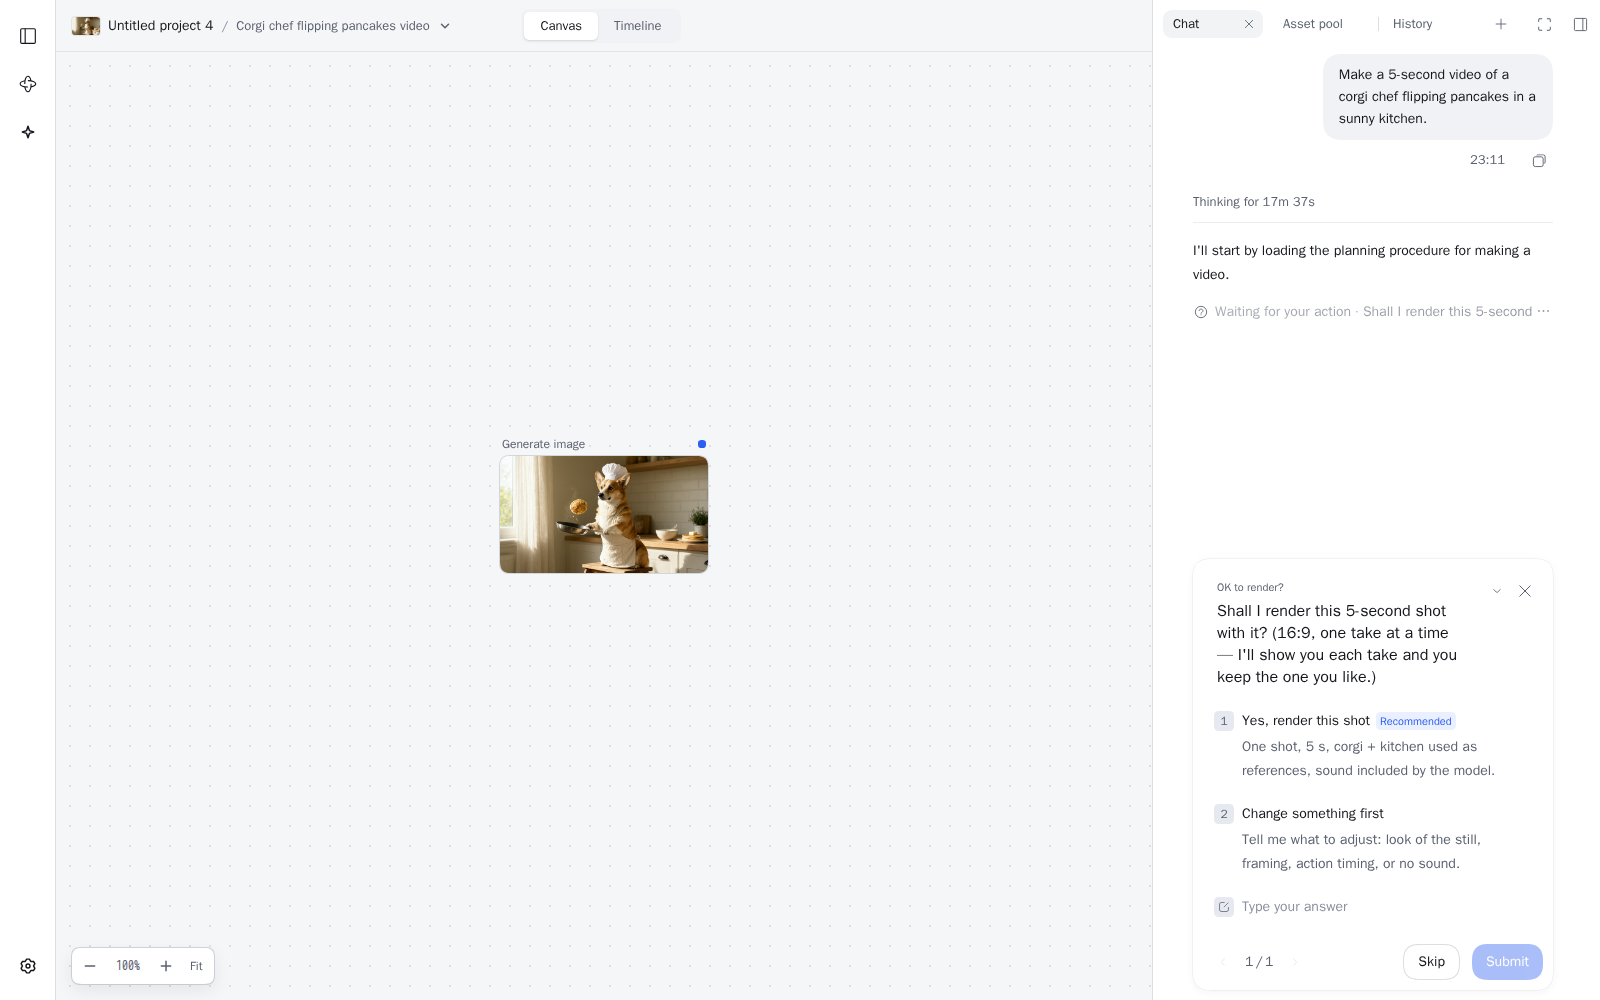 Untitled project 4 / Corgi chef flipping pancakes video
Canvas
Timeline
Chat
Asset pool
History
Make a 5-second video of a
corgi chef flipping pancakes in a
sunny kitchen.
23:11
Thinking for 17m 37s
I'll start by loading the planning procedure for making a
video.
Waiting for your action · Shall I render this 5-second ···
Generate image
OK to render?
Shall I render this 5-second shot
with it? (16:9, one take at a time
— I'll show you each take and you
keep the one you like.)
1 Yes, render this shot Recommended
One shot, 5 s, corgi + kitchen used as
references, sound included by the model.
2 Change something first
Tell me what to adjust: look of the still,
framing, action timing, or no sound.
Type your answer
1 / 1
Skip
Submit
100%
Fit